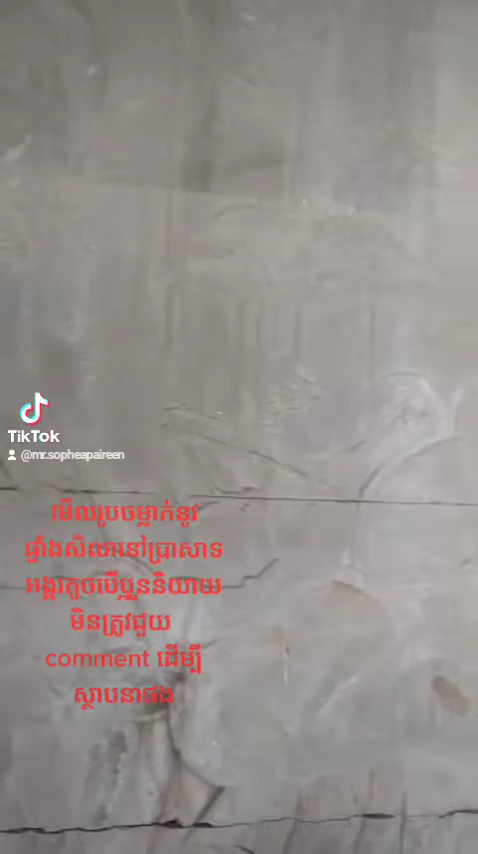 TikTok
@mr.sopheapaireen
មើលរូបចម្លាក់នូវ
ផ្ទាំងសិលានៅប្រាសាទ
អង្គរតូចបើប្អូននិយាយ
មិនត្រូវជួយ
comment ដើម្បី
ស្ថាបនាផង